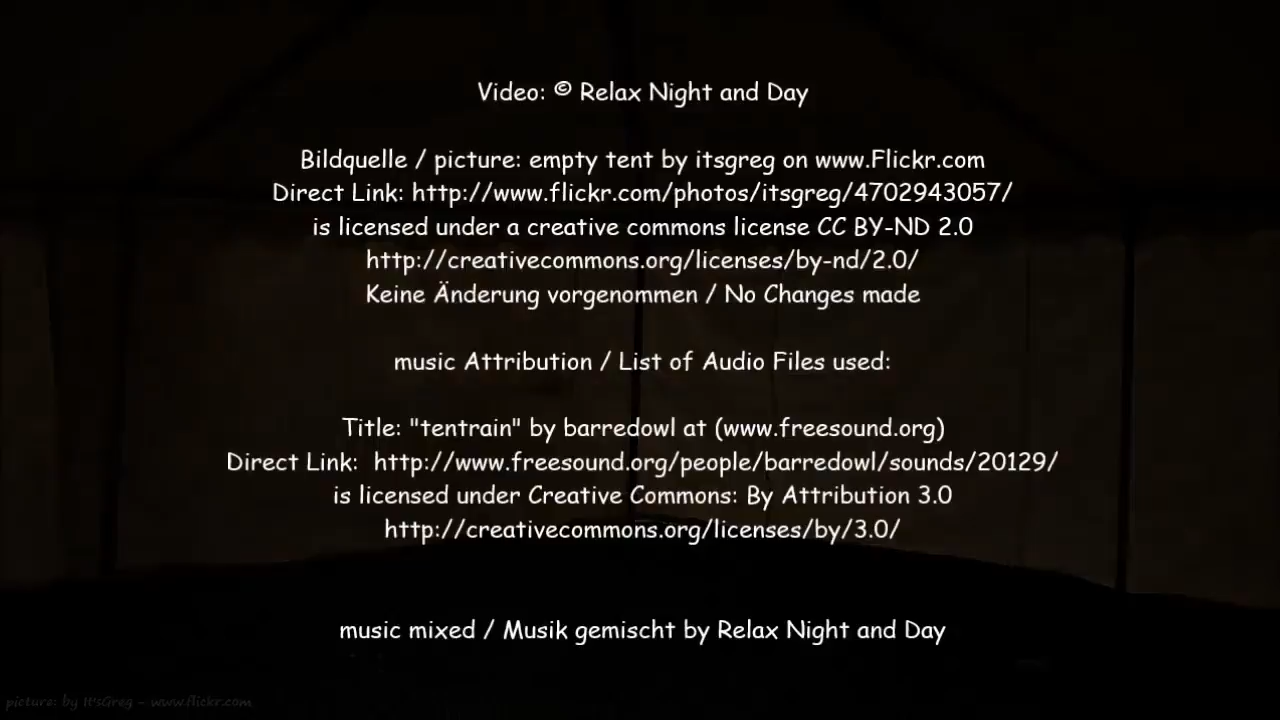 Video: © Relax Night and Day
Bildquelle / picture: empty tent by itsgreg on www.Flickr.com
Direct Link: http://www.flickr.com/photos/itsgreg/4702943057/
is licensed under a creative commons license CC BY-ND 2.0
http://creativecommons.org/licenses/by-nd/2.0/
Keine Änderung vorgenommen / No Changes made
music Attribution / List of Audio Files used:
Title: "tentrain" by barredowl at (www.freesound.org)
Direct Link:  http://www.freesound.org/people/barredowl/sounds/20129/
is licensed under Creative Commons: By Attribution 3.0
http://creativecommons.org/licenses/by/3.0/
music mixed / Musik gemischt by Relax Night and Day
picture: by It'sGreg - www.flickr.com